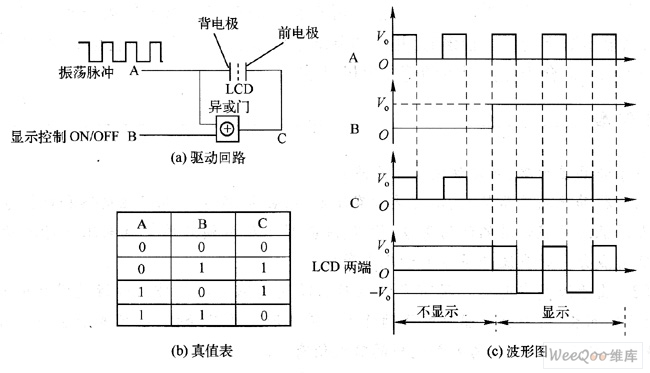 背电极
前电极
振荡脉冲 A
LCD
异或门
显示控制 ON/OFF B
C
(a) 驱动回路
A B C
0 0 0
0 1 1
1 0 1
1 1 0
(b) 真值表
V₀
A
O
V₀
B
O
V₀
C
O
V₀
LCD 两端 O
−V₀
不显示 显示
(c) 波形图
WeeQoo维库